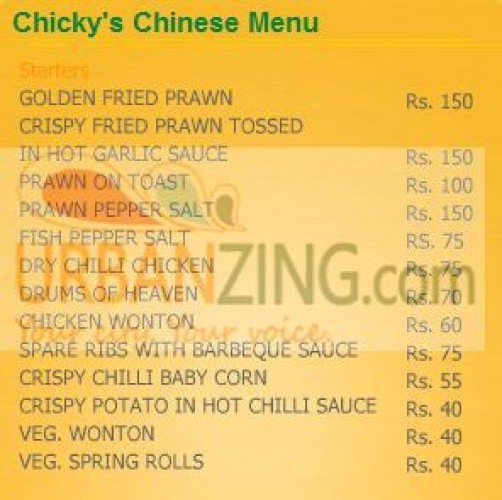 Chicky's Chinese Menu
Starters
GOLDEN FRIED PRAWN Rs. 150
CRISPY FRIED PRAWN TOSSED
IN HOT GARLIC SAUCE Rs. 150
PRAWN ON TOAST Rs. 100
PRAWN PEPPER SALT Rs. 150
FISH PEPPER SALT RS. 75
DRY CHILLI CHICKEN Rs. 75
URBANZING.com
DRUMS OF HEAVEN Rs. 70
CHICKEN WONTON Rs. 60
Your city Your voice.
SPARE RIBS WITH BARBEQUE SAUCE Rs. 75
CRISPY CHILLI BABY CORN Rs. 55
CRISPY POTATO IN HOT CHILLI SAUCE Rs. 40
VEG. WONTON Rs. 40
VEG. SPRING ROLLS Rs. 40